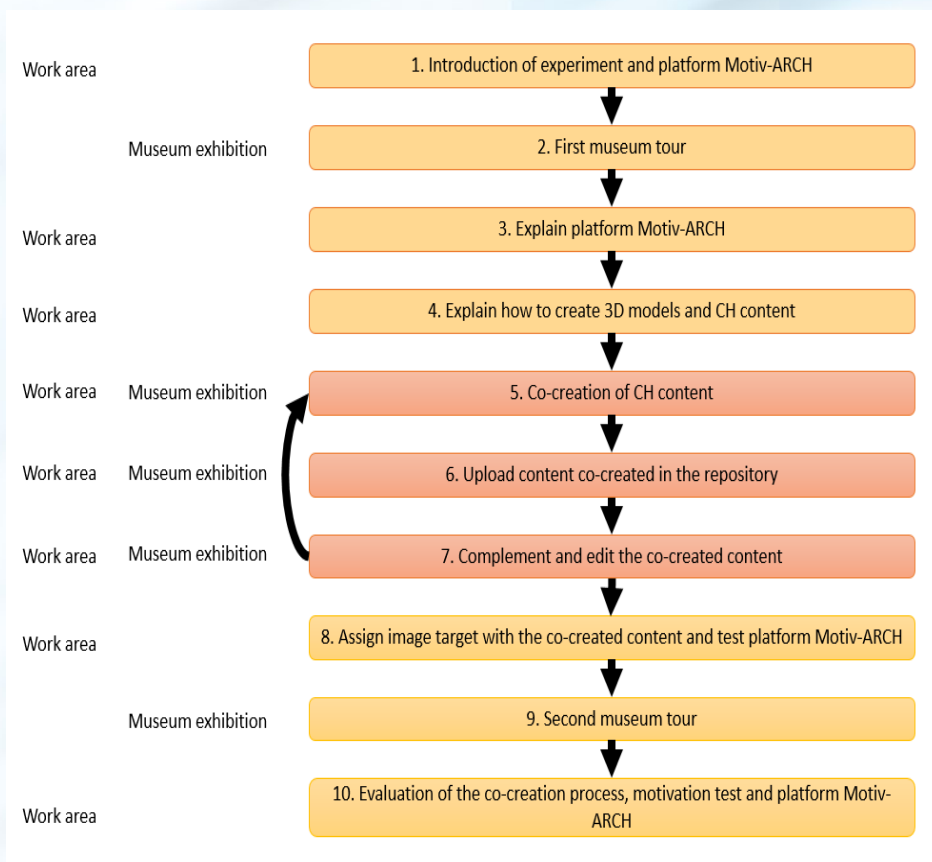 Work area
1. Introduction of experiment and platform Motiv-ARCH
Museum exhibition
2. First museum tour
Work area
3. Explain platform Motiv-ARCH
Work area
4. Explain how to create 3D models and CH content
Work area
Museum exhibition
5. Co-creation of CH content
Work area
Museum exhibition
6. Upload content co-created in the repository
Work area
Museum exhibition
7. Complement and edit the co-created content
Work area
8. Assign image target with the co-created content and test platform Motiv-ARCH
Museum exhibition
9. Second museum tour
Work area
10. Evaluation of the co-creation process, motivation test and platform Motiv-
ARCH